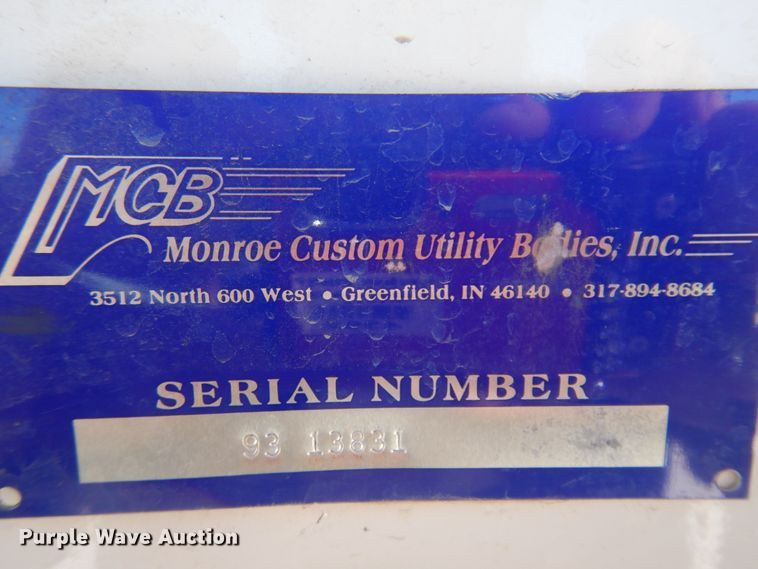 MCB
Monroe Custom Utility Bodies, Inc.
3512 North 600 West • Greenfield, IN 46140 • 317-894-8684
SERIAL NUMBER
93 13831
Purple Wave Auction